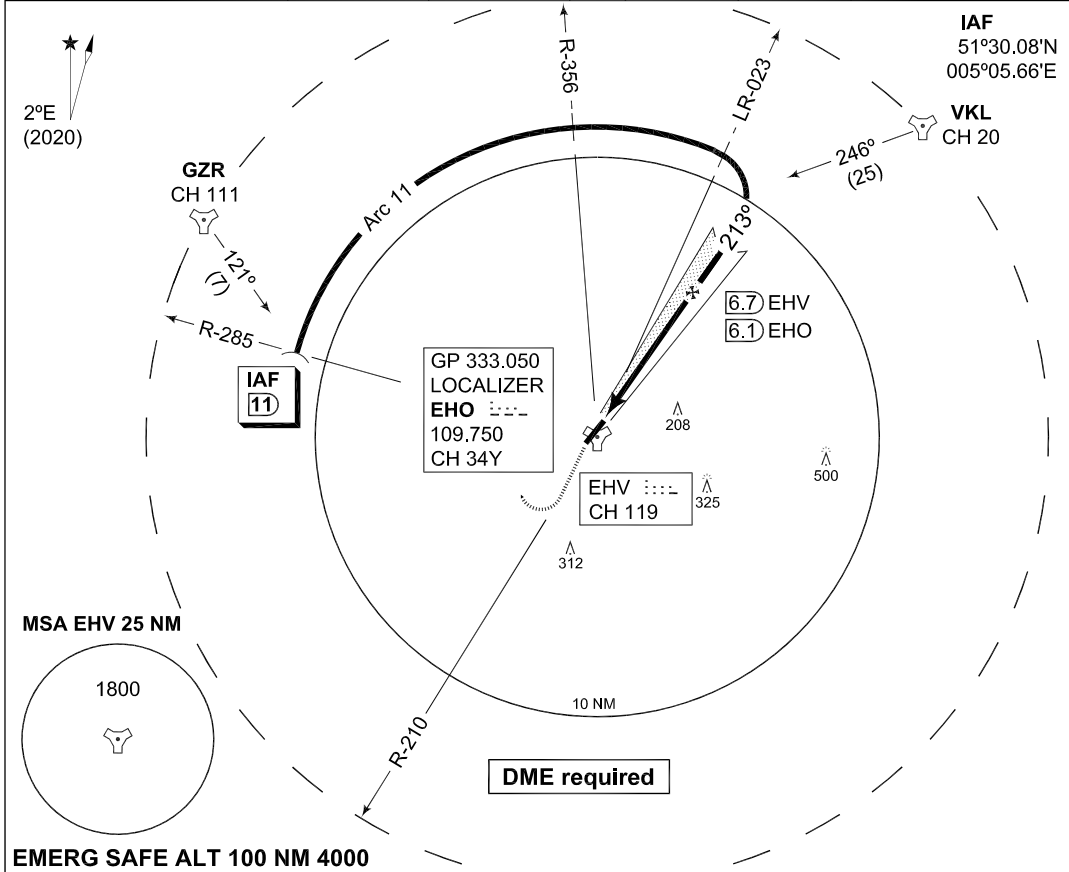 IAF
51º30.08'N
005º05.66'E
2ºE
(2020)
R-356
LR-023
VKL
CH 20
246º
(25)
GZR
CH 111
121º
(7)
Arc 11
213º
R-285
IAF
11
6.7 EHV
6.1 EHO
GP 333.050
LOCALIZER
EHO
109.750
CH 34Y
208
500
EHV
CH 119
325
312
MSA EHV 25 NM
1800
10 NM
R-210
DME required
EMERG SAFE ALT 100 NM 4000